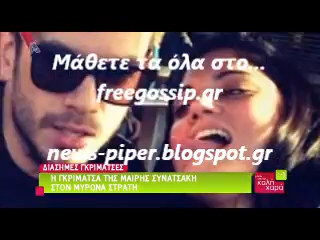 Μάθετε τα όλα στο...
freegossip.gr
news-piper.blogspot.gr
ΔΙΑΣΗΜΕΣ ΓΚΡΙΜΑΤΣΕΣ
Η ΓΚΡΙΜΑΤΣΑ ΤΗΣ ΜΑΙΡΗΣ ΣΥΝΑΤΣΑΚΗ
ΣΤΟΝ ΜΥΡΩΝΑ ΣΤΡΑΤΗ
καλη
χαρα